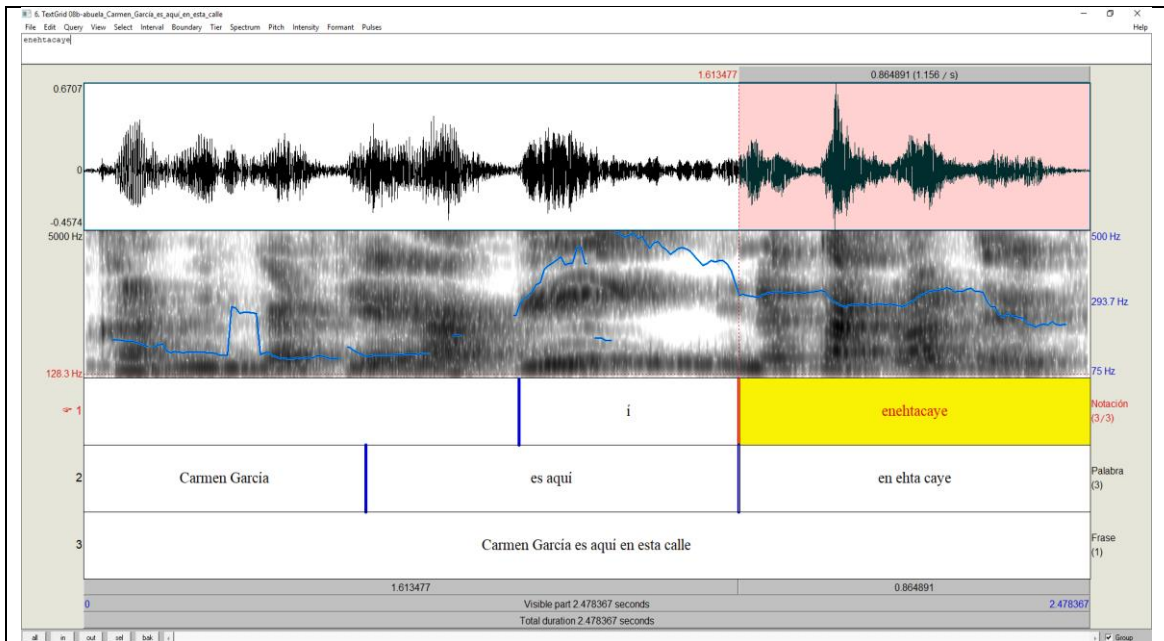 6. TextGrid 08b-abuela_Carmen_García_es_aquí_en_esta_calle
File Edit Query View Select Interval Boundary Tier Spectrum Pitch Intensity Formant Pulses Help
enehtacaye
1.613477 0.864891 (1.156 / s)
0.6707
0
-0.4574
5000 Hz 500 Hz
293.7 Hz
128.3 Hz 75 Hz
1 i enehtacaye Notación (3/3)
2 Carmen García es aquí en ehta caye Palabra (3)
3 Carmen García es aquí en esta calle Frase (1)
1.613477 0.864891
0 Visible part 2.478367 seconds 2.478367
Total duration 2.478367 seconds
all in out sel bak Group